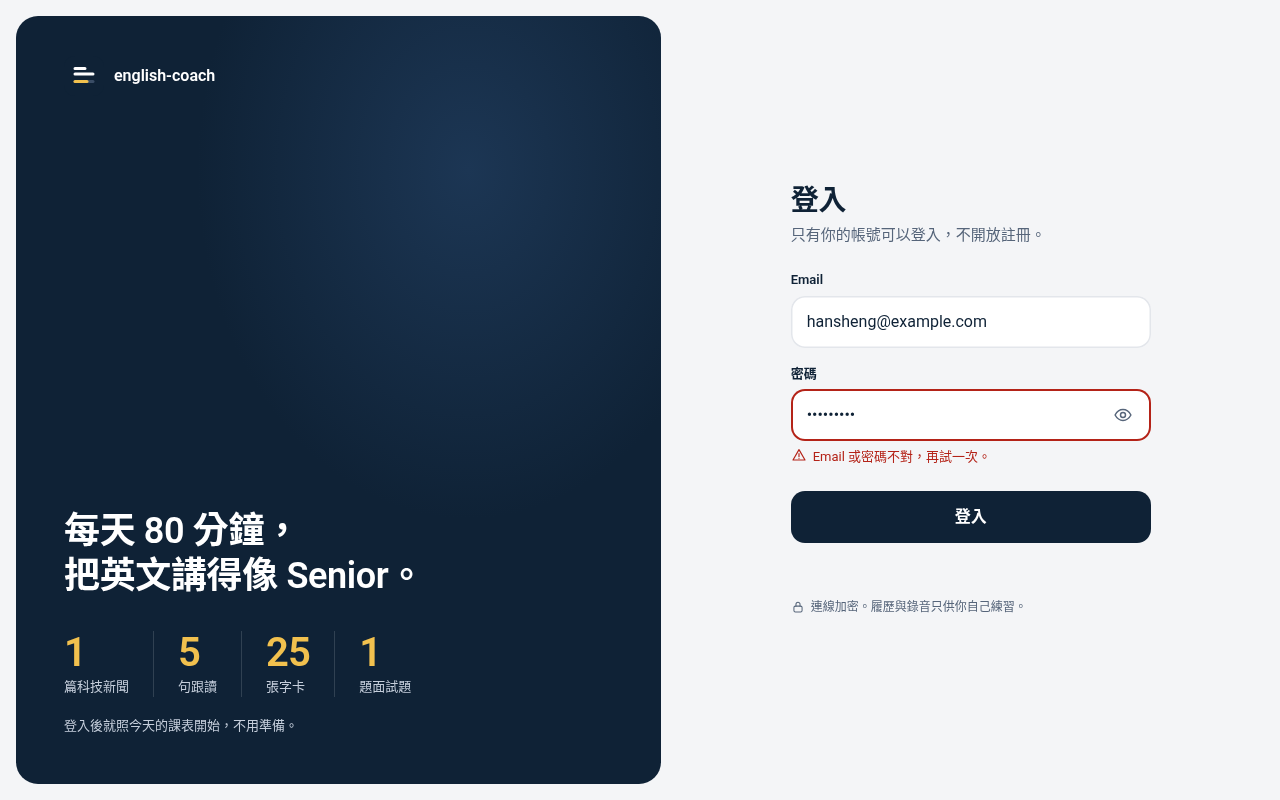 english-coach
每天 80 分鐘，
把英文講得像 Senior。
1
篇科技新聞
5
句跟讀
25
張字卡
1
題面試題
登入後就照今天的課表開始，不用準備。
登入
只有你的帳號可以登入，不開放註冊。
Email
hansheng@example.com
密碼
•••••••••
Email 或密碼不對，再試一次。
登入
連線加密。履歷與錄音只供你自己練習。